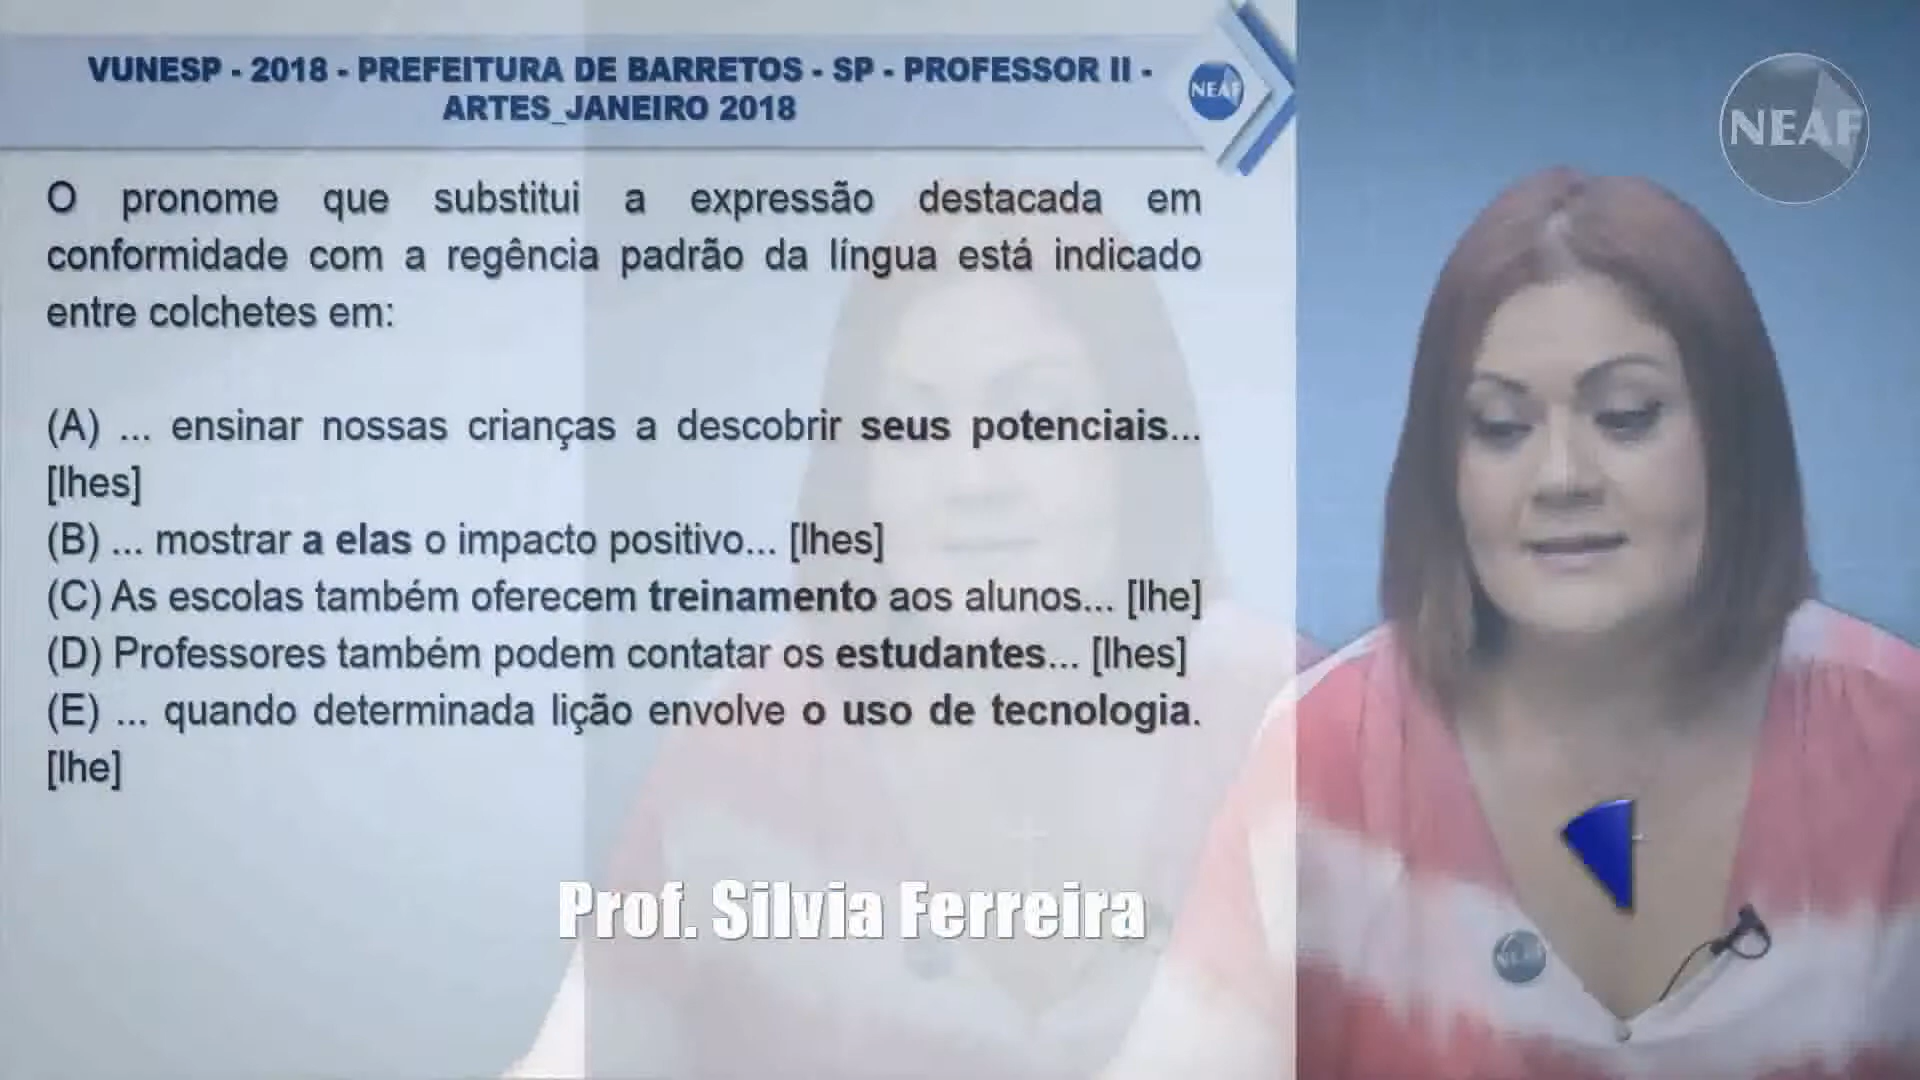 VUNESP - 2018 - PREFEITURA DE BARRETOS - SP - PROFESSOR II -
ARTES_JANEIRO 2018
NEAF
NEAF
O pronome que substitui a expressão destacada em
conformidade com a regência padrão da língua está indicado
entre colchetes em:
(A) ... ensinar nossas crianças a descobrir seus potenciais...
[lhes]
(B) ... mostrar a elas o impacto positivo... [lhes]
(C) As escolas também oferecem treinamento aos alunos... [lhe]
(D) Professores também podem contatar os estudantes... [lhes]
(E) ... quando determinada lição envolve o uso de tecnologia.
[lhe]
Prof. Silvia Ferreira